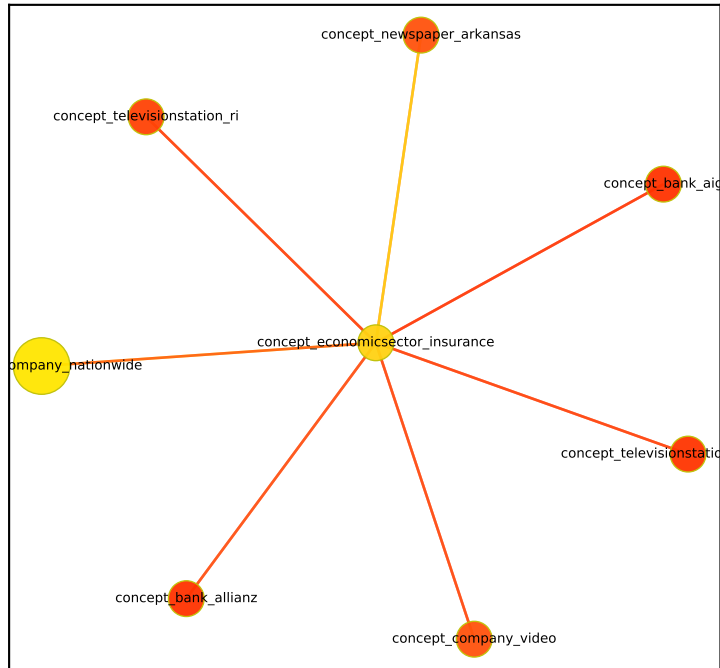 concept_newspaper_arkansas
concept_televisionstation_ri
concept_bank_aig
concept_economicsector_insurance
ompany_nationwide
concept_televisionstatio
concept_bank_allianz
concept_company_video